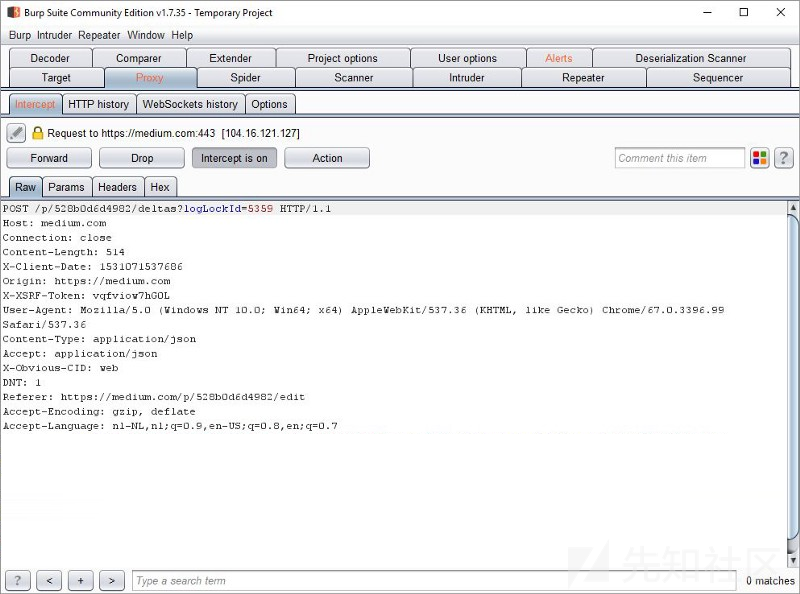 Burp Suite Community Edition v1.7.35 - Temporary Project
Burp Intruder Repeater Window Help
Decoder Comparer Extender Project options User options Alerts Deserialization Scanner
Target Proxy Spider Scanner Intruder Repeater Sequencer
Intercept HTTP history WebSockets history Options
Request to https://medium.com:443 [104.16.121.127]
Forward Drop Intercept is on Action Comment this item ?
Raw Params Headers Hex
POST /p/528b0d6d4982/deltas?logLockId=5359 HTTP/1.1
Host: medium.com
Connection: close
Content-Length: 514
X-Client-Date: 1531071537686
Origin: https://medium.com
X-XSRF-Token: vqfviow7hG0L
User-Agent: Mozilla/5.0 (Windows NT 10.0; Win64; x64) AppleWebKit/537.36 (KHTML, like Gecko) Chrome/67.0.3396.99
Safari/537.36
Content-Type: application/json
Accept: application/json
X-Obvious-CID: web
DNT: 1
Referer: https://medium.com/p/528b0d6d4982/edit
Accept-Encoding: gzip, deflate
Accept-Language: nl-NL,nl;q=0.9,en-US;q=0.8,en;q=0.7
先知社区
? < + > Type a search term 0 matches